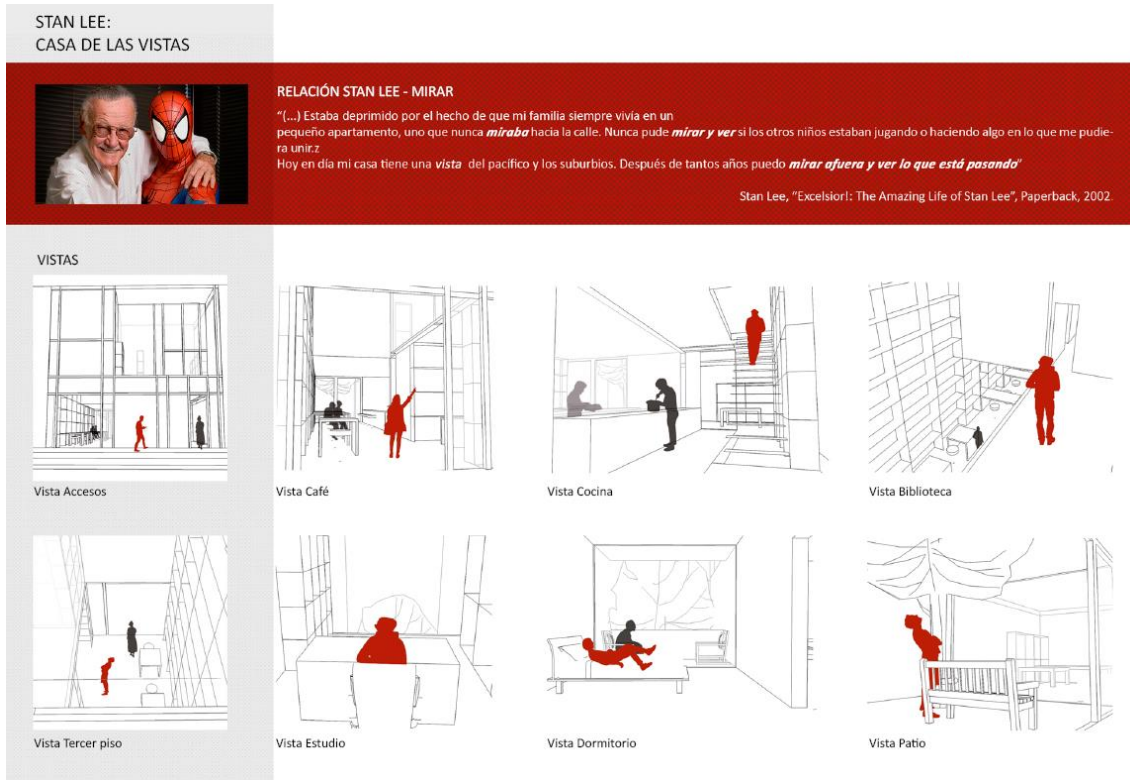 STAN LEE:
CASA DE LAS VISTAS
RELACIÓN STAN LEE - MIRAR
"(...) Estaba deprimido por el hecho de que mi familia siempre vivía en un
pequeño apartamento, uno que nunca miraba hacia la calle. Nunca pude mirar y ver si los otros niños estaban jugando o haciendo algo en lo que me pudie-
ra unir.z
Hoy en día mi casa tiene una vista del pacífico y los suburbios. Después de tantos años puedo mirar afuera y ver lo que está pasando"
Stan Lee, "Excelsior!: The Amazing Life of Stan Lee", Paperback, 2002.
VISTAS
Vista Accesos
Vista Café
Vista Cocina
Vista Biblioteca
Vista Tercer piso
Vista Estudio
Vista Dormitorio
Vista Patio